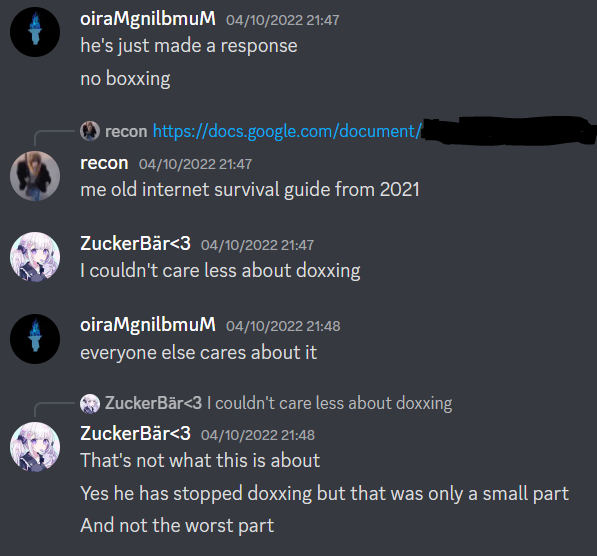 oiraMgnilbmuM 04/10/2022 21:47
he's just made a response
no boxxing
recon https://docs.google.com/document/
recon 04/10/2022 21:47
me old internet survival guide from 2021
ZuckerBär<3 04/10/2022 21:47
I couldn't care less about doxxing
oiraMgnilbmuM 04/10/2022 21:48
everyone else cares about it
ZuckerBär<3 I couldn't care less about doxxing
ZuckerBär<3 04/10/2022 21:48
That's not what this is about
Yes he has stopped doxxing but that was only a small part
And not the worst part